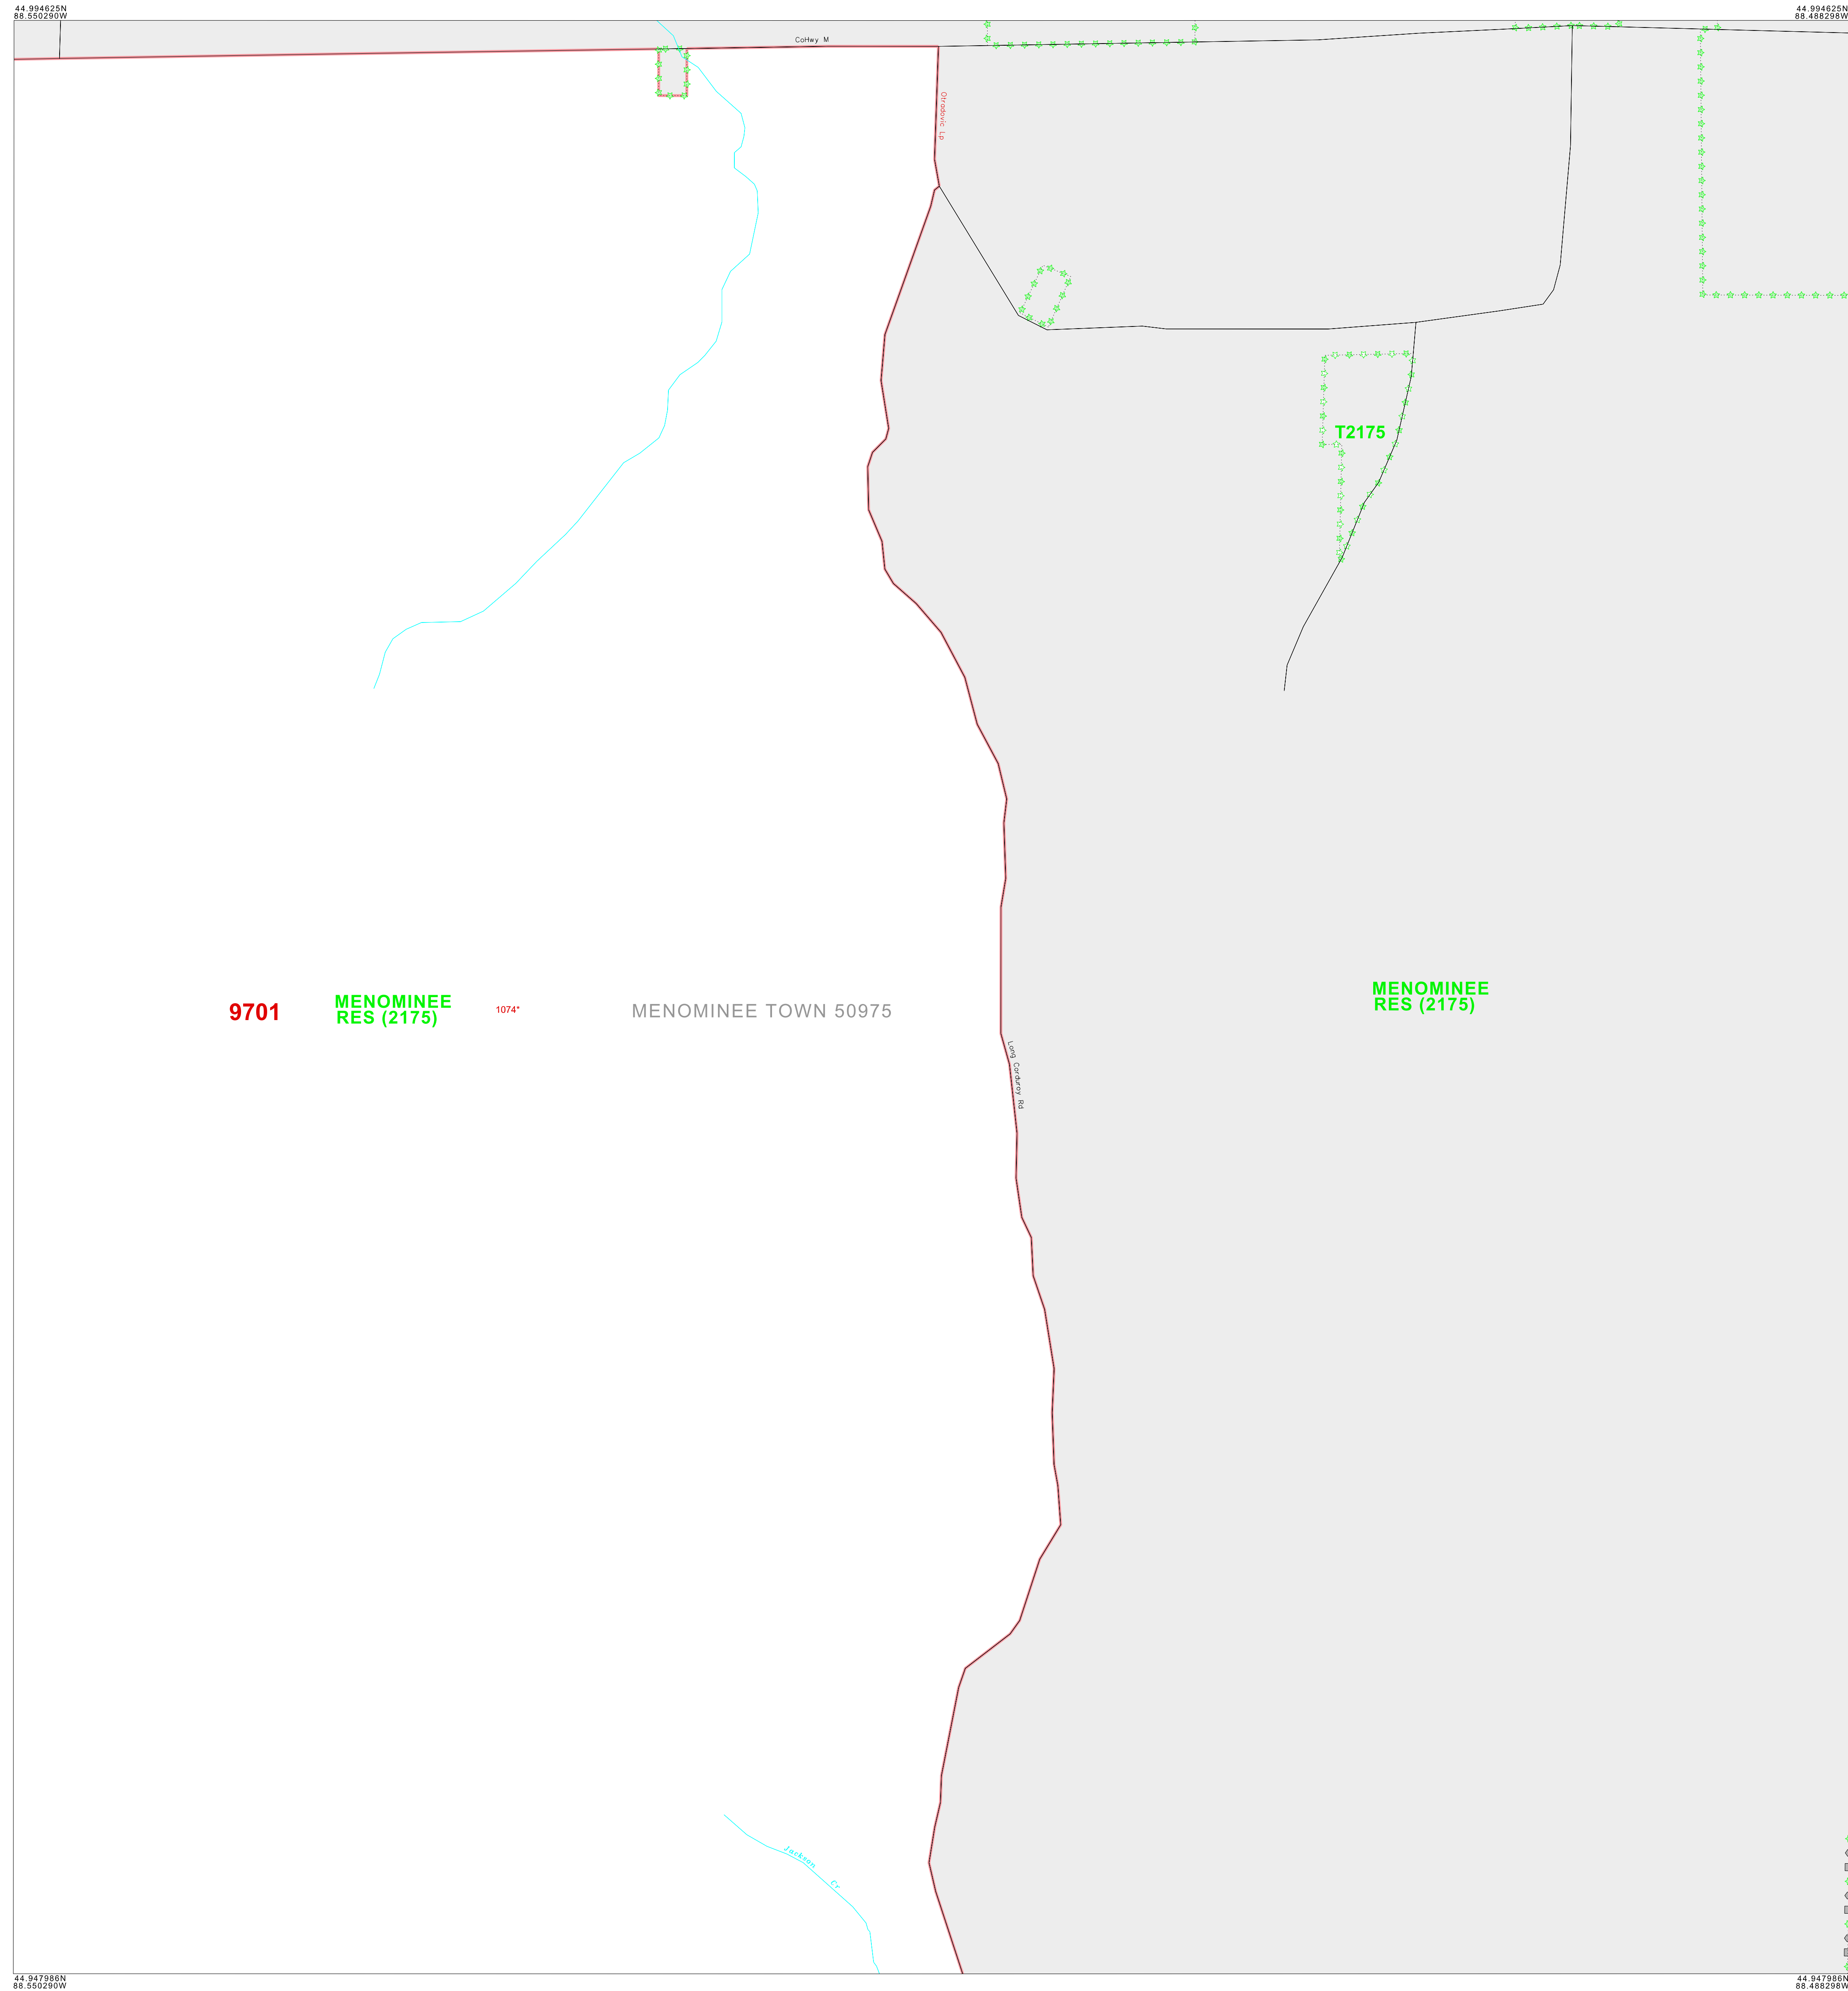 44.994625N
88.550290W
44.994625N
88.488298W
CoHwy M
Otradovic Lp
T2175
MENOMINEE
RES (2175)
9701
MENOMINEE
RES (2175)
1074*
MENOMINEE TOWN 50975
Long Corduroy Rd
Jackson Cr
44.947986N
88.550290W
44.947986N
88.488298W